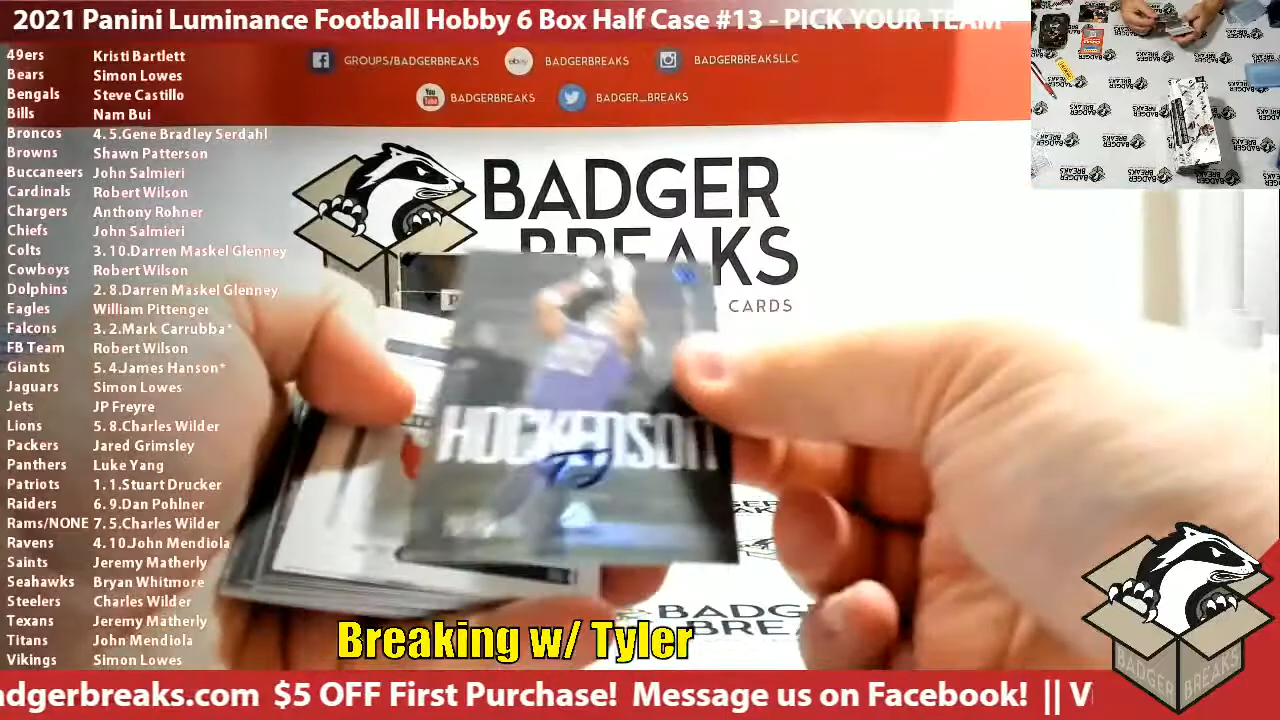 2021 Panini Luminance Football Hobby 6 Box Half Case #13 - PICK YOUR TEAM
49ers Kristi Bartlett
Bears Simon Lowes
Bengals Steve Castillo
Bills Nam Bui
Broncos 4. 5.Gene Bradley Serdahl
Browns Shawn Patterson
Buccaneers John Salmieri
Cardinals Robert Wilson
Chargers Anthony Rohner
Chiefs John Salmieri
Colts 3. 10.Darren Maskel Glenney
Cowboys Robert Wilson
Dolphins 2. 8.Darren Maskel Glenney
Eagles William Pittenger
Falcons 3. 2.Mark Carrubba*
FB Team Robert Wilson
Giants 5. 4.James Hanson*
Jaguars Simon Lowes
Jets JP Freyre
Lions 5. 8.Charles Wilder
Packers Jared Grimsley
Panthers Luke Yang
Patriots 1. 1.Stuart Drucker
Raiders 6. 9.Dan Pohlner
Rams/NONE 7. 5.Charles Wilder
Ravens 4. 10.John Mendiola
Saints Jeremy Matherly
Seahawks Bryan Whitmore
Steelers Charles Wilder
Texans Jeremy Matherly
Titans John Mendiola
Vikings Simon Lowes
GROUPS/BADGERBREAKS
ebay BADGERBREAKS
BADGERBREAKSLLC
You Tube BADGERBREAKS
BADGER_BREAKS
BADGER
BREAKS
CARDS
HOCKENSON
TJ
BADGER
BREAKS
Breaking w/ Tyler
BADGER BREAKS
adgerbreaks.com $5 OFF First Purchase! Message us on Facebook! || V